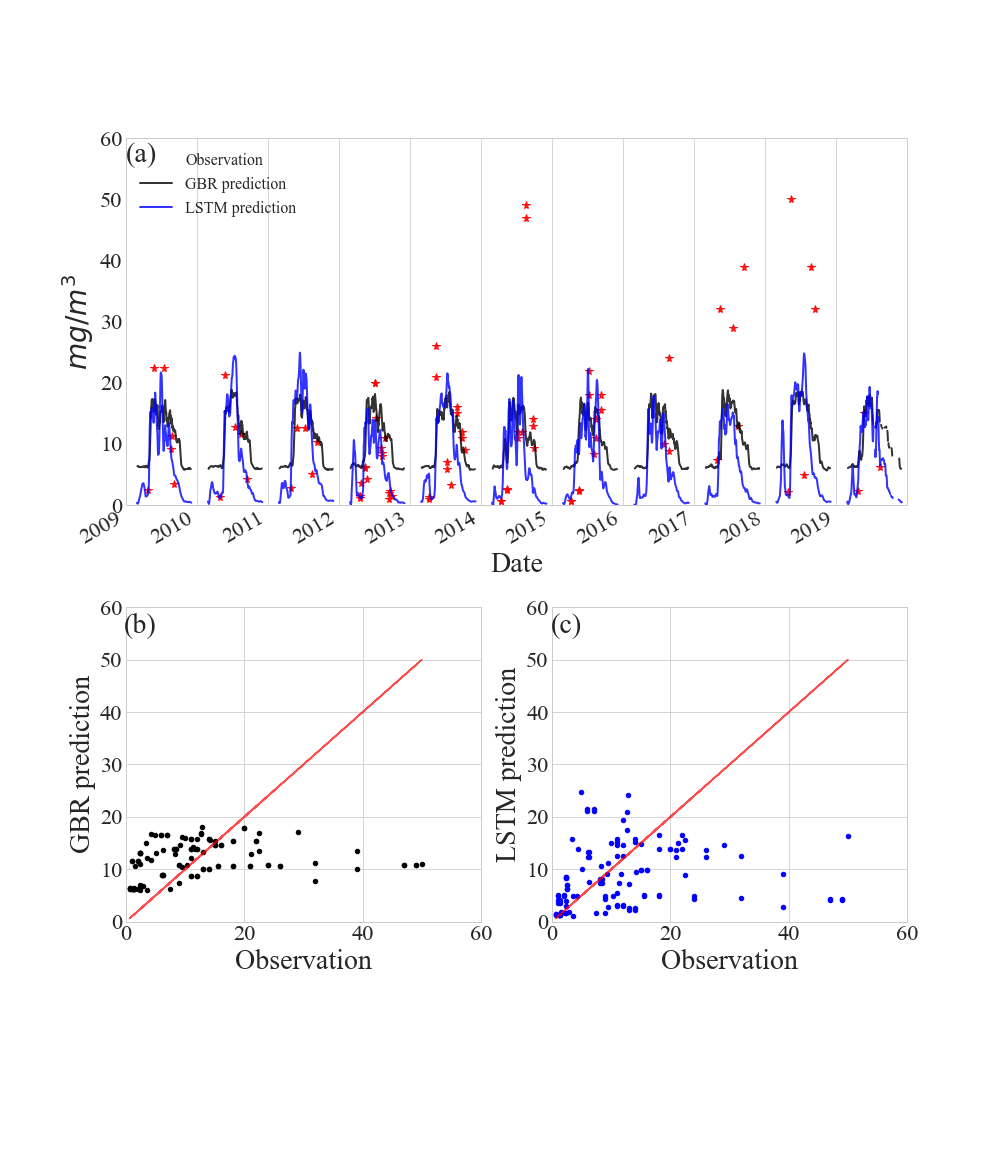 60
(a)
Observation
50
GBR prediction
LSTM prediction
40
mg/m³
30
20
10
0
2009 2010 2011 2012 2013 2014 2015 2016 2017 2018 2019
Date
60 (b) 60 (c)
50 50
40 40
GBR prediction LSTM prediction
30 30
20 20
10 10
0 0
0 20 40 60 0 20 40 60
Observation Observation